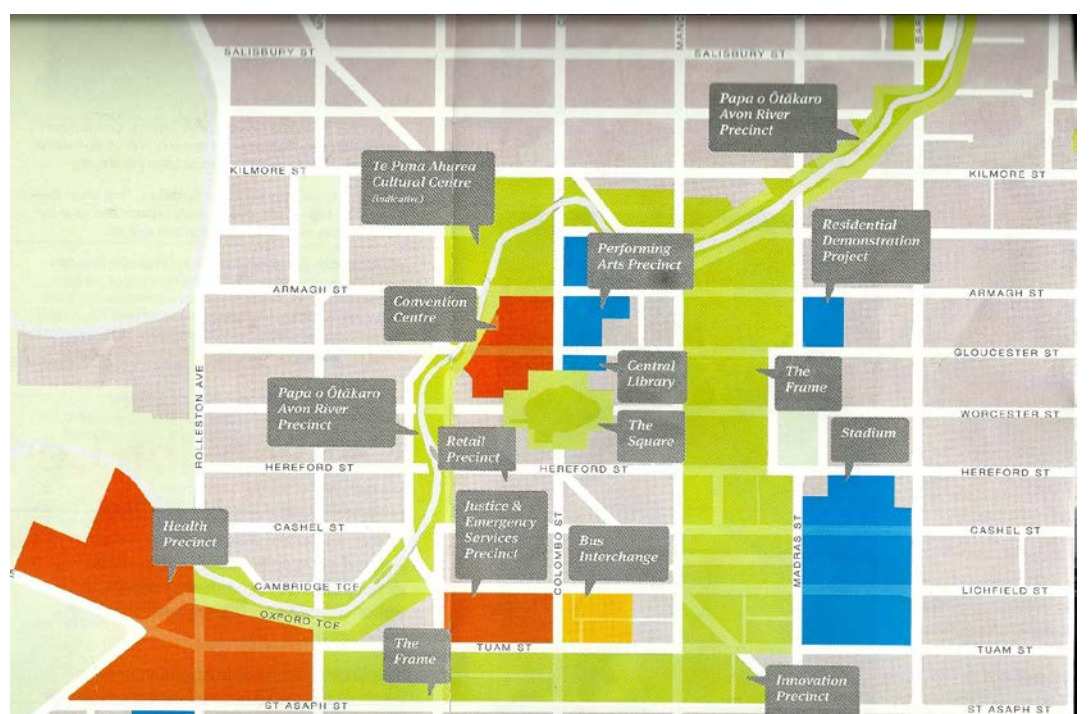 SALISBURY ST
SALISBURY ST
Papa o Ōtākaro
Avon River
Precinct
Te Puna Ahurea
Cultural Centre
(indicative)
KILMORE ST
KILMORE ST
Performing
Arts Precinct
Residential
Demonstration
Project
ARMAGH ST
ARMAGH ST
Convention
Centre
GLOUCESTER ST
Central
Library
The
Frame
ROLLESTON AVE
Papa o Ōtākaro
Avon River
Precinct
The
Square
WORCESTER ST
Retail
Precinct
Stadium
HEREFORD ST
HEREFORD ST
HEREFORD ST
Health
Precinct
CASHEL ST
Justice &
Emergency
Services
Precinct
COLOMBO ST
Bus
Interchange
MADRAS ST
CASHEL ST
CAMBRIDGE TCE
OXFORD TCE
LICHFIELD ST
The
Frame
TUAM ST
TUAM ST
Innovation
Precinct
ST ASAPH ST
ST ASAPH ST